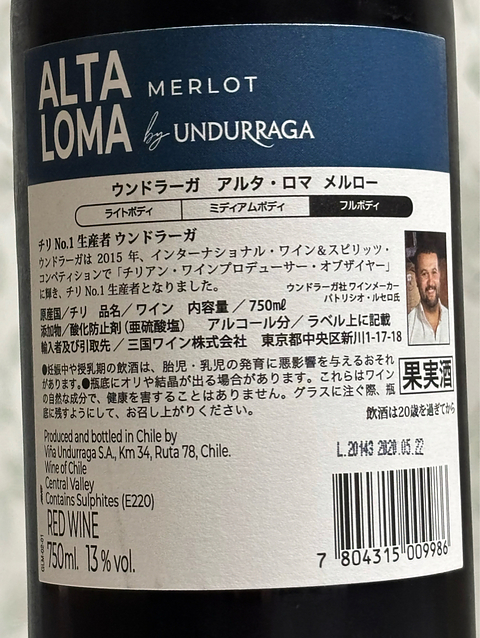 ALTA
LOMA
MERLOT
by UNDURRAGA
ウンドラーガ アルタ・ロマ メルロー
ライトボディ ミディアムボディ フルボディ
チリ No.1 生産者 ウンドラーガ
ウンドラーガは 2015 年、インターナショナル・ワイン＆スピリッツ・
コンペティションで「チリアン・ワインプロデューサー・オブザイヤー」
に輝き、チリ No.1 生産者となりました。
ウンドラーガ社 ワインメーカー
パトリシオ・ルセロ氏
原産国／チリ 品名／ワイン 内容量／750㎖
添加物／酸化防止剤（亜硫酸塩） アルコール分／ラベル上に記載
輸入者及び引取先／三国ワイン株式会社 東京都中央区新川1-17-18
●妊娠中や授乳期の飲酒は、胎児・乳児の発育に悪影響を与えるおそれ
があります。●瓶底にオリや結晶が出る場合があります。これらはワイン
の自然な成分で、健康を害することはありません。グラスに注ぐ際、瓶
底に残すようにして、お召し上がりください。
果実酒
飲酒は20歳を過ぎてから
Produced and bottled in Chile by
Viña Undurraga S.A., Km 34, Ruta 78, Chile.
Wine of Chile
Central Valley
Contains Sulphites (E220)
RED WINE
750ml. 13 % vol.
L.20143 2020.05.22
7 804315 009986